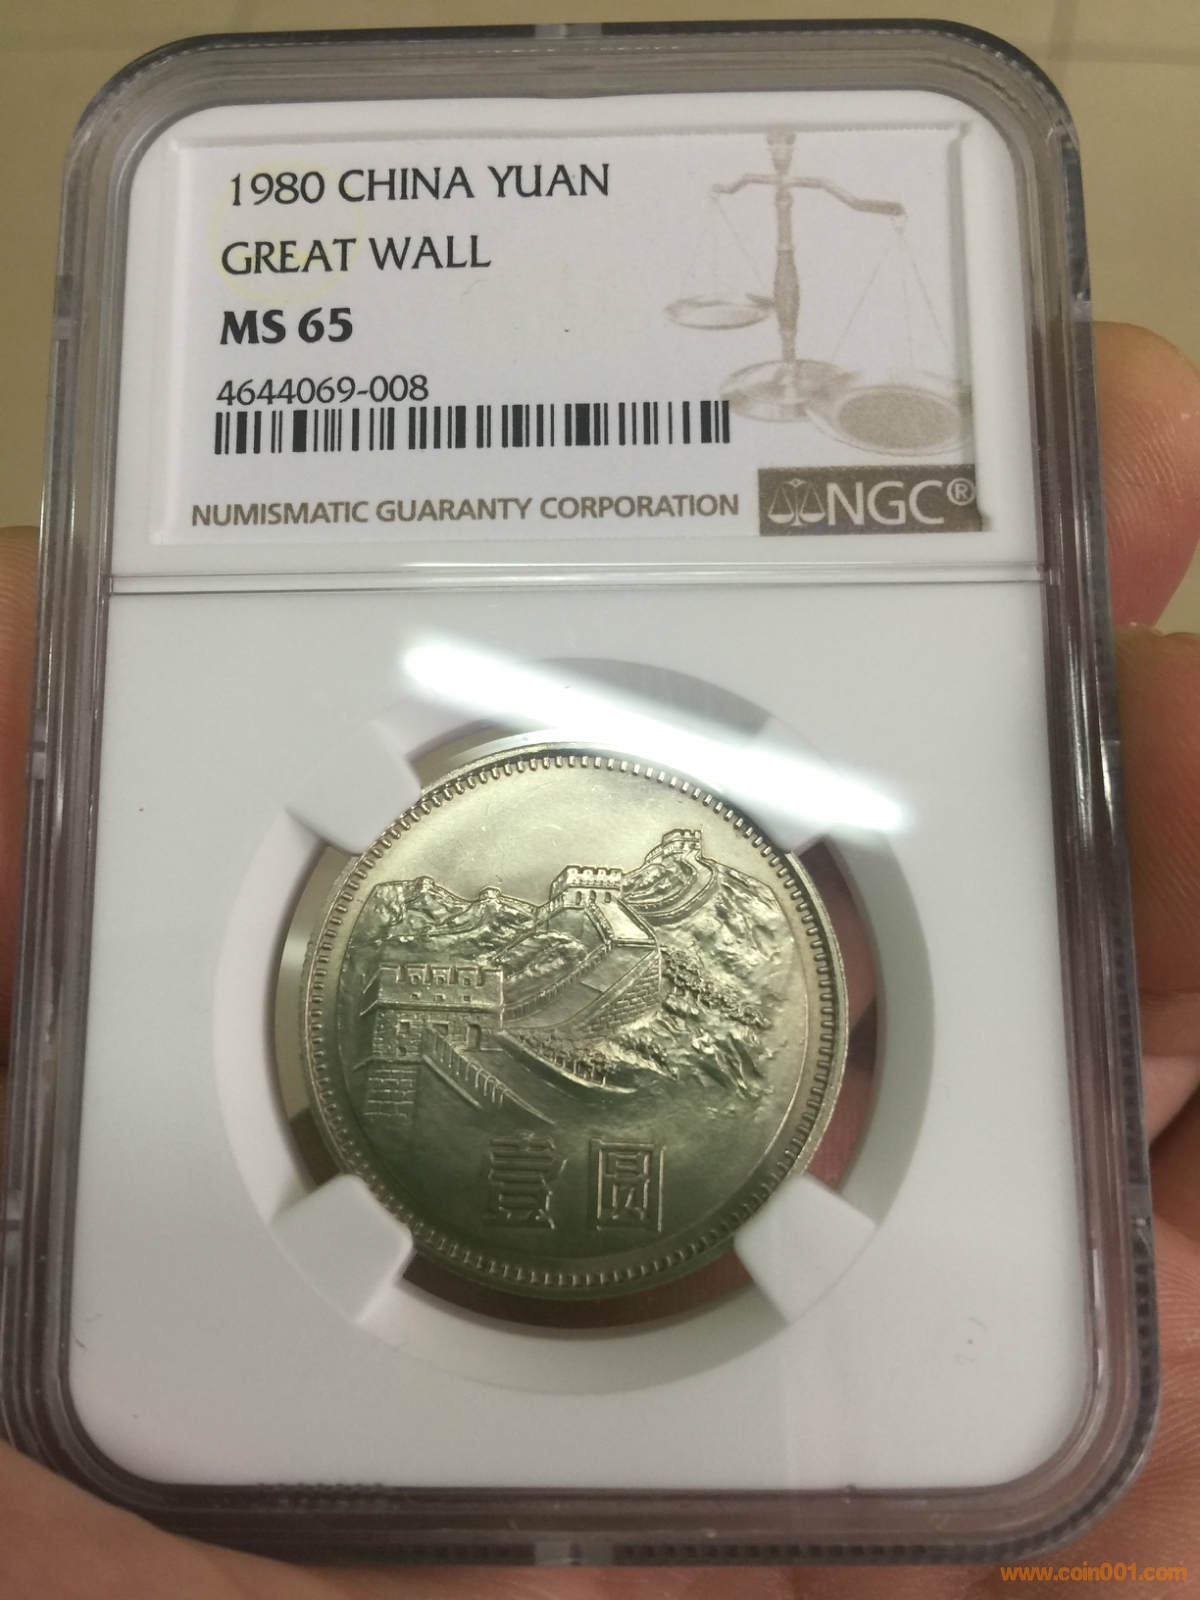 1980 CHINA YUAN
GREAT WALL
MS 65
4644069-008
NUMISMATIC GUARANTY CORPORATION
NGC®
壹圆
www.coin001.com